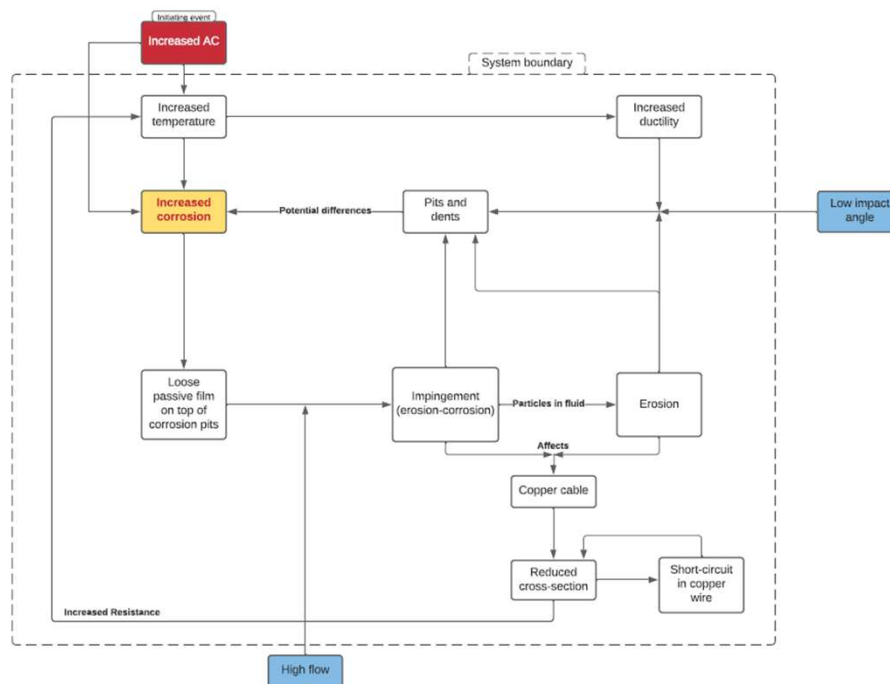 Initiating event
Increased AC
System boundary
Increased
temperature
Increased
ductility
Increased
corrosion
Potential differences
Pits and
dents
Low impact
angle
Loose
passive film
on top of
corrosion pits
Impingement
(erosion-corrosion)
Particles in fluid
Erosion
Affects
Copper cable
Reduced
cross-section
Short-circuit
in copper
wire
Increased Resistance
High flow